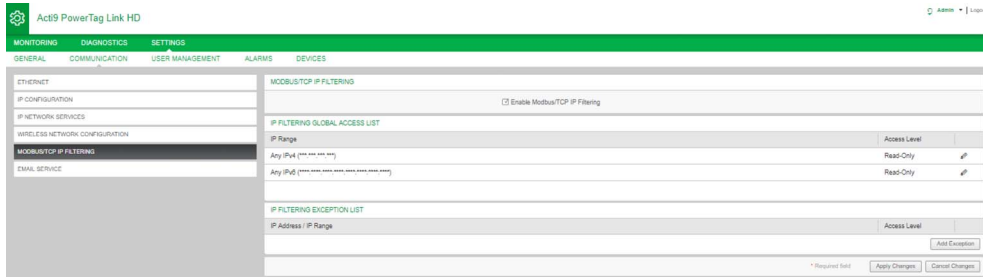 Acti9 PowerTag Link HD
Admin | Logo
MONITORING DIAGNOSTICS SETTINGS
GENERAL COMMUNICATION USER MANAGEMENT ALARMS DEVICES
ETHERNET
IP CONFIGURATION
IP NETWORK SERVICES
WIRELESS NETWORK CONFIGURATION
MODBUS/TCP IP FILTERING
EMAIL SERVICE
MODBUS/TCP IP FILTERING
Enable Modbus/TCP IP Filtering
IP FILTERING GLOBAL ACCESS LIST
IP Range Access Level
Any IPv4 (***.***.***.***) Read-Only
Any IPv6 (****:****:****:****:****:****:****:****) Read-Only
IP FILTERING EXCEPTION LIST
IP Address / IP Range Access Level
Add Exception
* Required field Apply Changes Cancel Changes